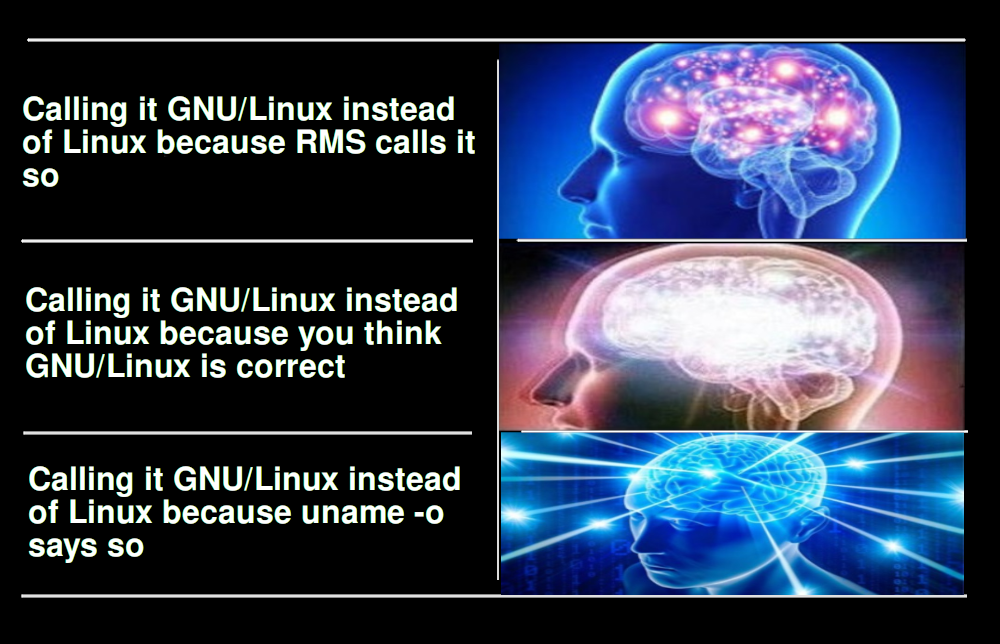 Calling it GNU/Linux instead
of Linux because RMS calls it
so
Calling it GNU/Linux instead
of Linux because you think
GNU/Linux is correct
Calling it GNU/Linux instead
of Linux because uname -o
says so